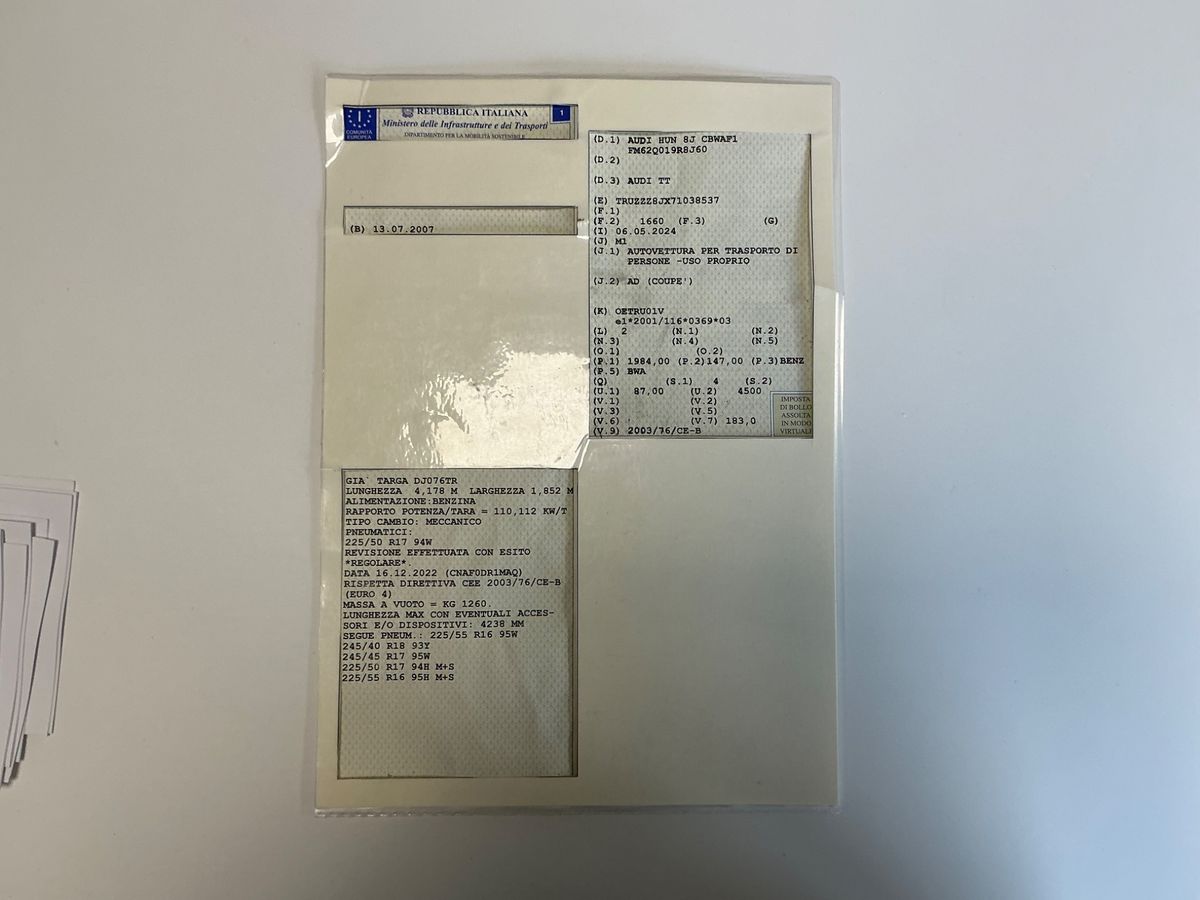 I
COMUNITÀ
EUROPEA
REPUBBLICA ITALIANA
Ministero delle Infrastrutture e dei Trasporti
DIPARTIMENTO PER LA MOBILITÀ SOSTENIBILE
1
(B) 13.07.2007
(D.1) AUDI HUN 8J CBWAF1
FM62Q019R8J60
(D.2)
(D.3) AUDI TT
(E) TRUZZZ8JX71038537
(F.1)
(F.2) 1660 (F.3) (G)
(I) 06.05.2024
(J) M1
(J.1) AUTOVETTURA PER TRASPORTO DI
PERSONE -USO PROPRIO
(J.2) AD (COUPE')
(K) OETRU01V
e1*2001/116*0369*03
(L) 2 (N.1) (N.2)
(N.3) (N.4) (N.5)
(O.1) (O.2)
(P.1) 1984,00 (P.2)147,00 (P.3)BENZ
(P.5) BWA
(Q) (S.1) 4 (S.2)
(U.1) 87,00 (U.2) 4500
(V.1) (V.2)
(V.3) (V.5)
(V.6) (V.7) 183,0
(V.9) 2003/76/CE-B
IMPOSTA
DI BOLLO
ASSOLTA
IN MODO
VIRTUALE
GIA` TARGA DJ076TR
LUNGHEZZA 4,178 M LARGHEZZA 1,852 M
ALIMENTAZIONE:BENZINA
RAPPORTO POTENZA/TARA = 110,112 KW/T
TIPO CAMBIO: MECCANICO
PNEUMATICI:
225/50 R17 94W
REVISIONE EFFETTUATA CON ESITO
*REGOLARE*.
DATA 16.12.2022 (CNAF0DR1MAQ)
RISPETTA DIRETTIVA CEE 2003/76/CE-B
(EURO 4)
MASSA A VUOTO = KG 1260.
LUNGHEZZA MAX CON EVENTUALI ACCES-
SORI E/O DISPOSITIVI: 4238 MM
SEGUE PNEUM.: 225/55 R16 95W
245/40 R18 93Y
245/45 R17 95W
225/50 R17 94H M+S
225/55 R16 95H M+S